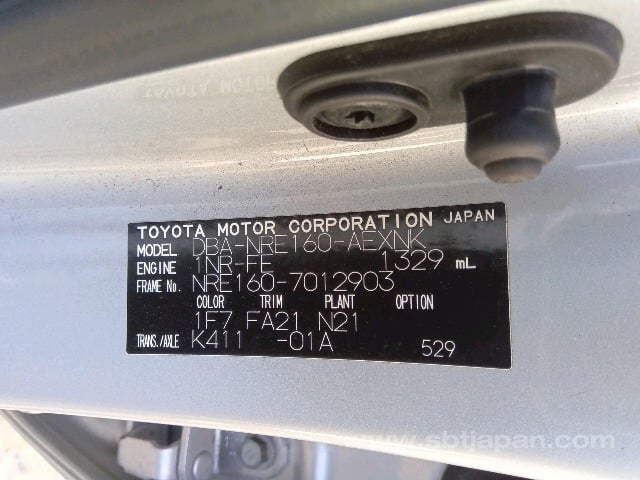 TOYOTA MOTOR CORPORATION JAPAN
MODEL DBA-NRE160-AEXNK
ENGINE 1NR-FE 1329 mL
FRAME No. NRE160-7012903
COLOR TRIM PLANT OPTION
1F7 FA21 N21
TRANS./AXLE K411 -01A 529
www.sbtjapan.com